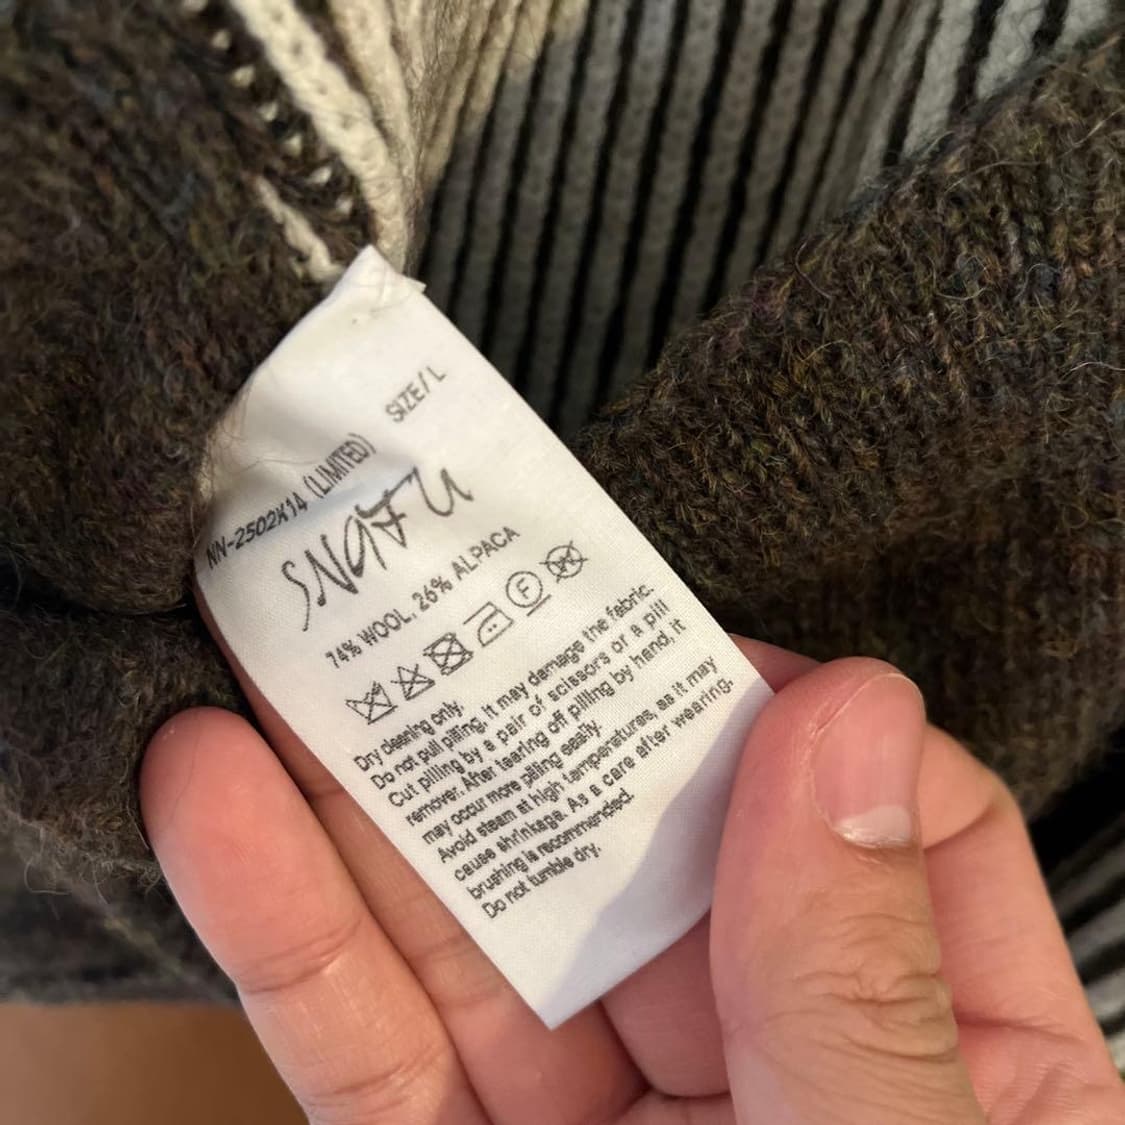 SIZE/ L
NN-2502K14 (LIMITED)
74% WOOL, 26% ALPACA
F
W
Dry cleaning only.
Do not pull pilling, it may damage the fabric.
Cut pilling by a pair of scissors or a pill
remover. After tearing off pilling by hand, it
may occur more pilling easily.
Avoid steam at high temperatures, as it may
cause shrinkage. As a care after wearing,
brushing is recommended.
Do not tumble dry.